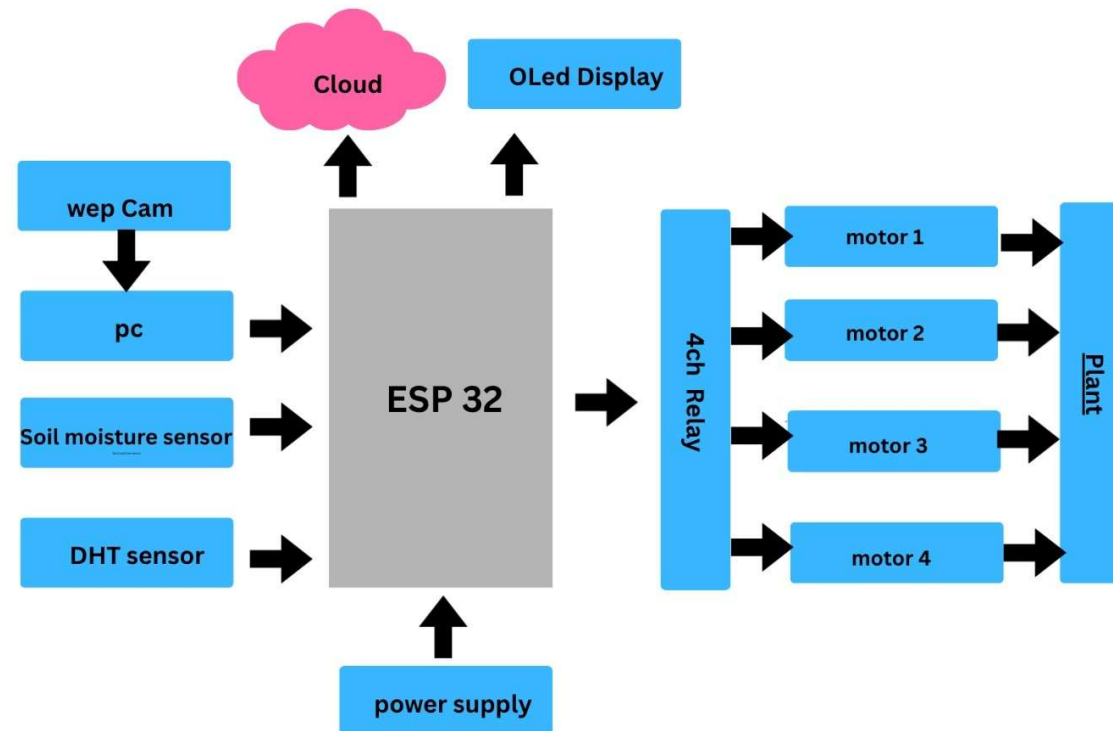 Cloud
OLed Display
wep Cam
pc
Soil moisture sensor
DHT sensor
ESP 32
power supply
4ch Relay
motor 1
motor 2
motor 3
motor 4
Plant